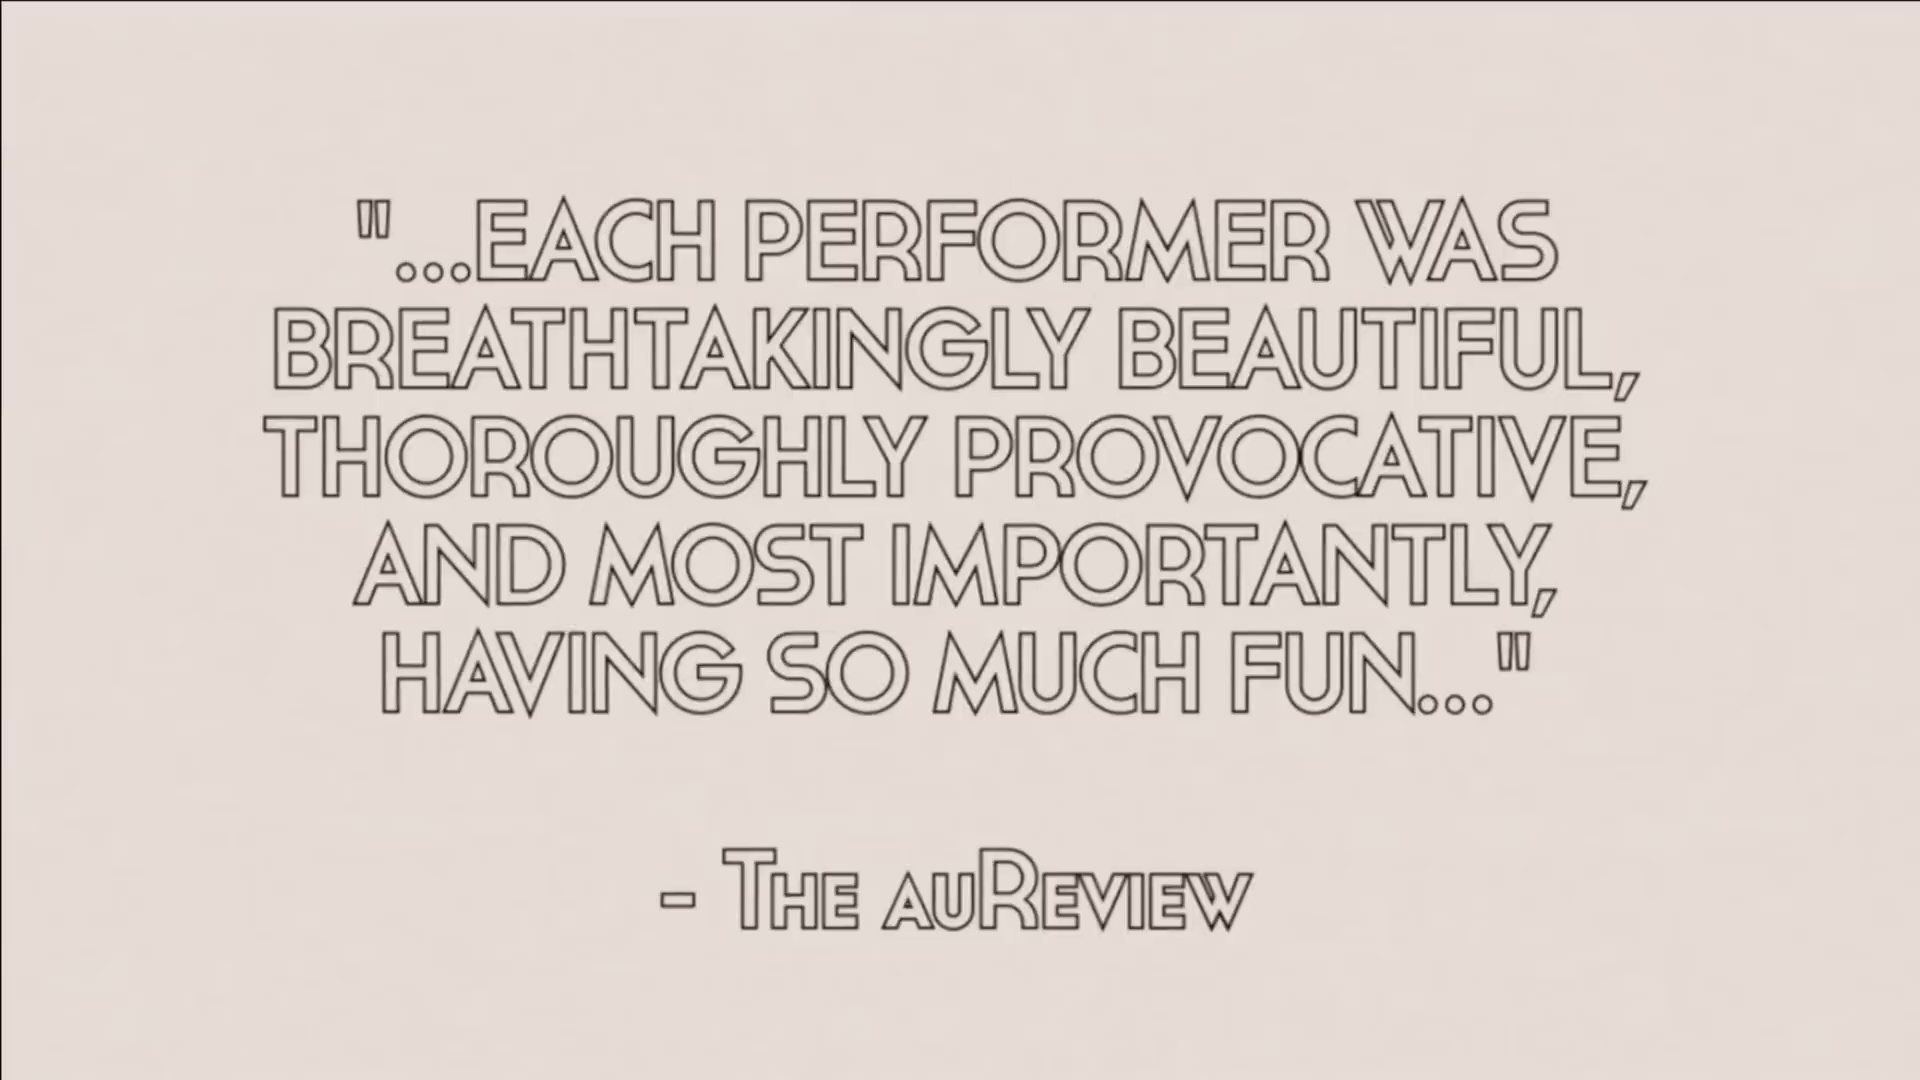 "...EACH PERFORMER WAS
BREATHTAKINGLY BEAUTIFUL,
THOROUGHLY PROVOCATIVE,
AND MOST IMPORTANTLY,
HAVING SO MUCH FUN..."
- The auReview